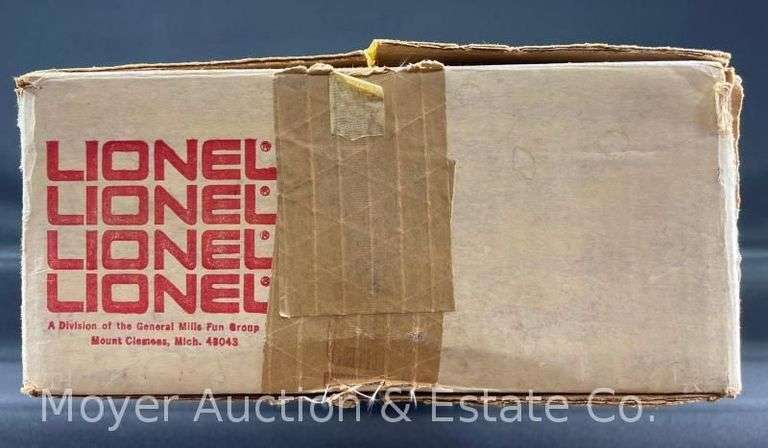 LIONEL®
LIONEL®
LIONEL®
LIONEL®
A Division of the General Mills Fun Group
Mount Clemens, Mich. 48043
Moyer Auction & Estate Co.